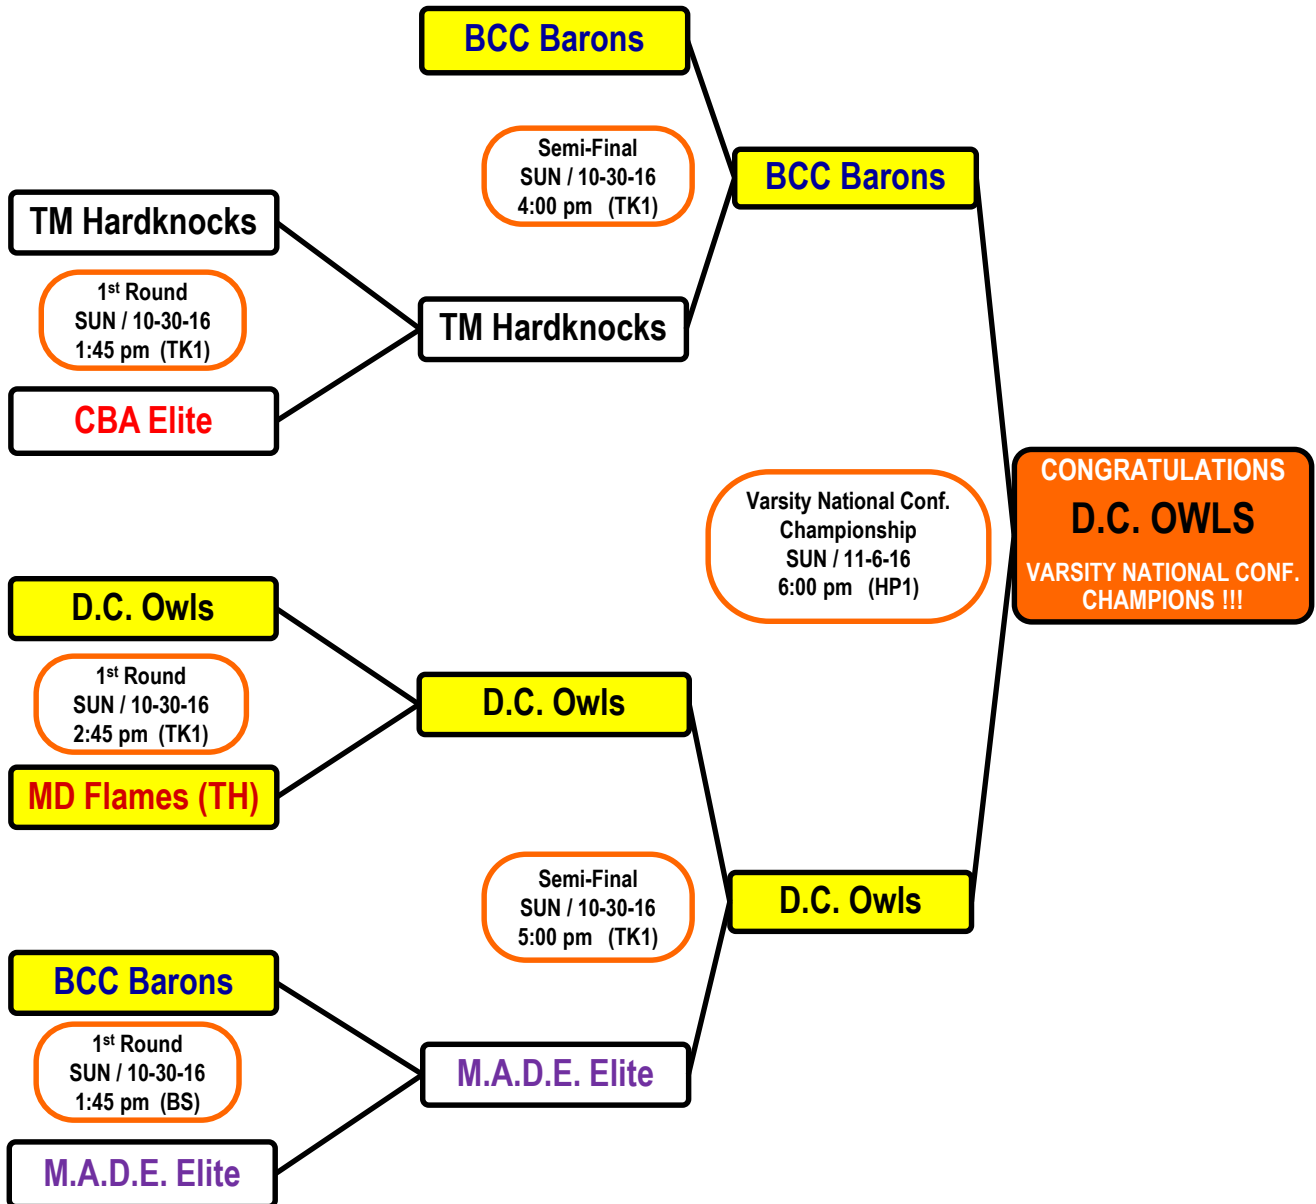 BCC Barons
Semi-Final
SUN / 10-30-16
4:00 pm (TK1)
BCC Barons
TM Hardknocks
1st Round
SUN / 10-30-16
1:45 pm (TK1)
TM Hardknocks
CBA Elite
Varsity National Conf.
Championship
SUN / 11-6-16
6:00 pm (HP1)
CONGRATULATIONS
D.C. OWLS
VARSITY NATIONAL CONF.
CHAMPIONS !!!
D.C. Owls
1st Round
SUN / 10-30-16
2:45 pm (TK1)
D.C. Owls
MD Flames (TH)
Semi-Final
SUN / 10-30-16
5:00 pm (TK1)
D.C. Owls
BCC Barons
1st Round
SUN / 10-30-16
1:45 pm (BS)
M.A.D.E. Elite
M.A.D.E. Elite